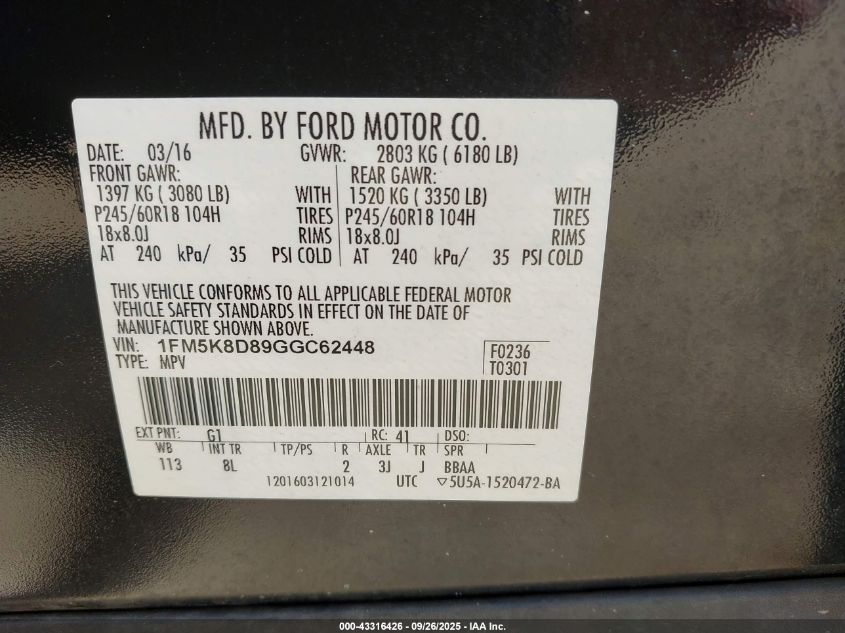 MFD. BY FORD MOTOR CO.
DATE: 03/16 GVWR: 2803 KG ( 6180 LB)
FRONT GAWR: REAR GAWR:
1397 KG ( 3080 LB) WITH 1520 KG ( 3350 LB) WITH
P245/60R18 104H TIRES P245/60R18 104H TIRES
18x8.0J RIMS 18x8.0J RIMS
AT 240 kPa/ 35 PSI COLD AT 240 kPa/ 35 PSI COLD
THIS VEHICLE CONFORMS TO ALL APPLICABLE FEDERAL MOTOR
VEHICLE SAFETY STANDARDS IN EFFECT ON THE DATE OF
MANUFACTURE SHOWN ABOVE.
VIN: 1FM5K8D89GGC62448 F0236
TYPE: MPV T0301
EXT PNT: G1 RC: 41 DSO:
WB INT TR TP/PS R AXLE TR SPR
113 8L 2 3J J BBAA
1201603121014 UTC ▽5U5A-1520472-BA
000-43316426 - 09/26/2025 - IAA Inc.